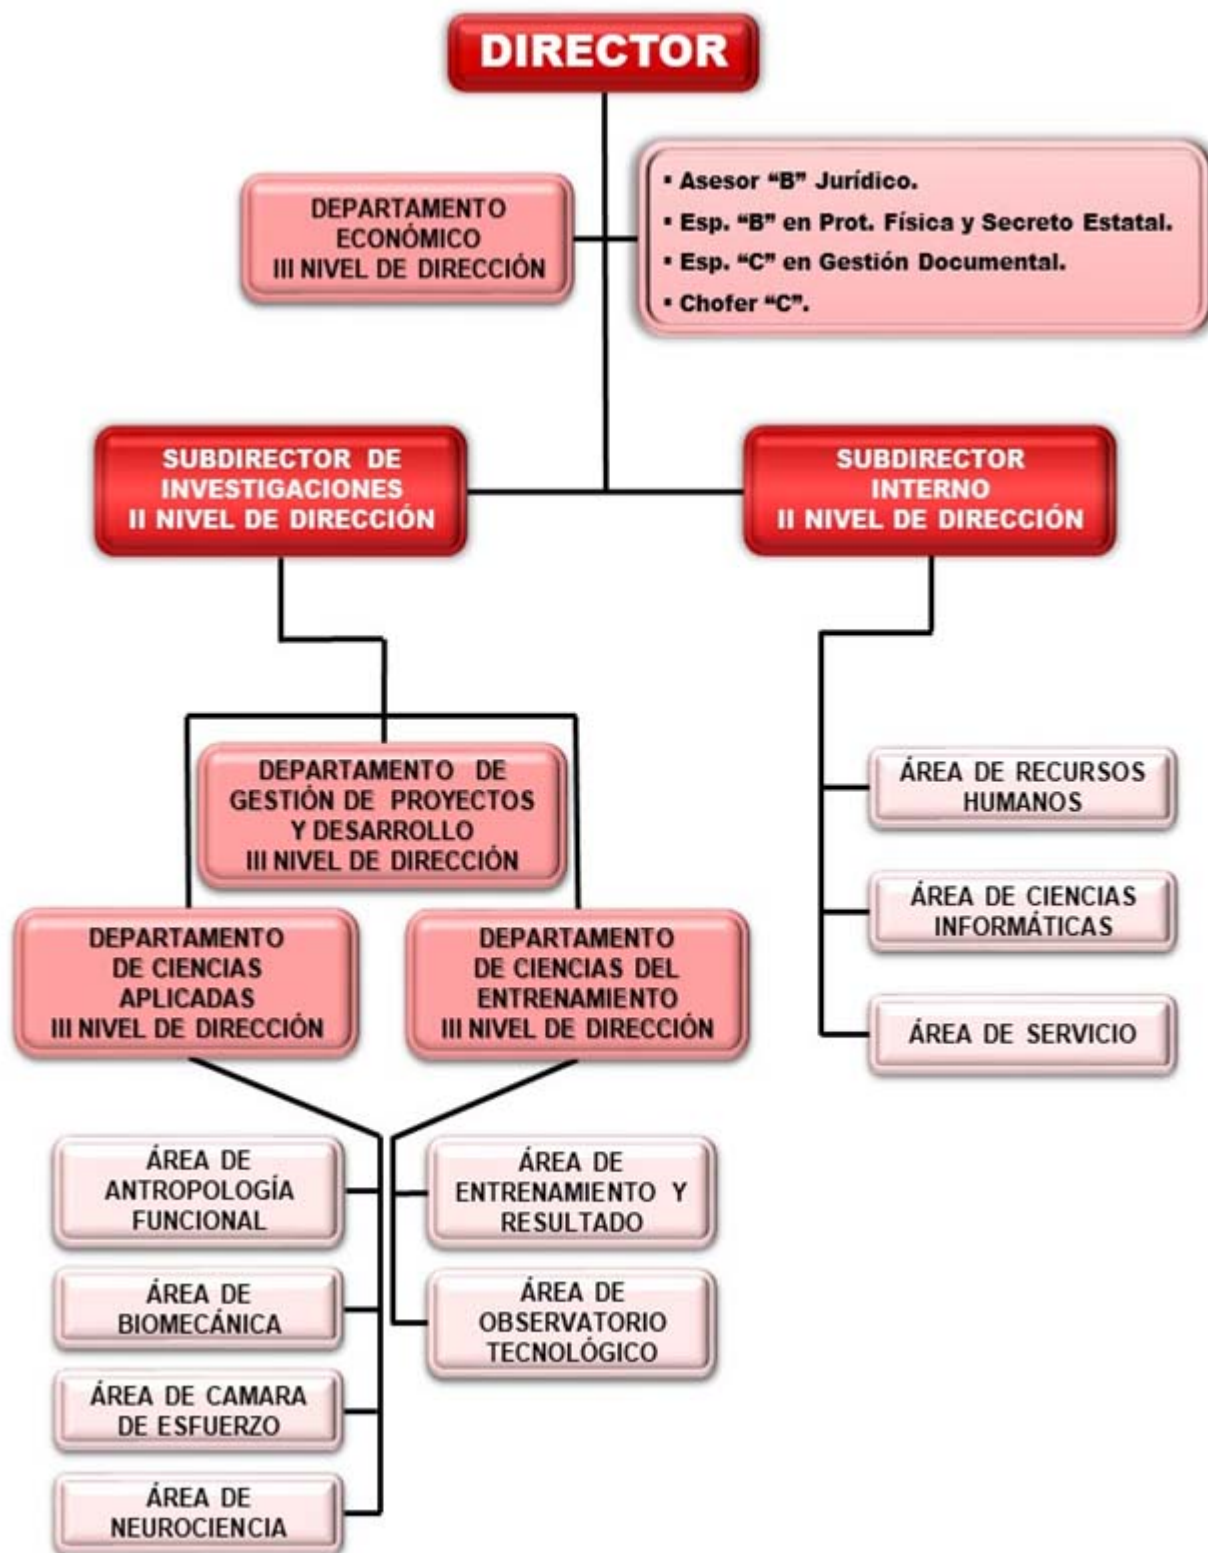 DIRECTOR
DEPARTAMENTO
ECONÓMICO
III NIVEL DE DIRECCIÓN
▪ Asesor “B” Jurídico.
▪ Esp. “B” en Prot. Física y Secreto Estatal.
▪ Esp. “C” en Gestión Documental.
▪ Chofer “C”.
SUBDIRECTOR DE
INVESTIGACIONES
II NIVEL DE DIRECCIÓN
SUBDIRECTOR
INTERNO
II NIVEL DE DIRECCIÓN
DEPARTAMENTO DE
GESTIÓN DE PROYECTOS
Y DESARROLLO
III NIVEL DE DIRECCIÓN
DEPARTAMENTO
DE CIENCIAS
APLICADAS
III NIVEL DE DIRECCIÓN
DEPARTAMENTO
DE CIENCIAS DEL
ENTRENAMIENTO
III NIVEL DE DIRECCIÓN
ÁREA DE RECURSOS
HUMANOS
ÁREA DE CIENCIAS
INFORMÁTICAS
ÁREA DE SERVICIO
ÁREA DE
ANTROPOLOGÍA
FUNCIONAL
ÁREA DE
BIOMECÁNICA
ÁREA DE CAMARA
DE ESFUERZO
ÁREA DE
NEUROCIENCIA
ÁREA DE
ENTRENAMIENTO Y
RESULTADO
ÁREA DE
OBSERVATORIO
TECNOLÓGICO